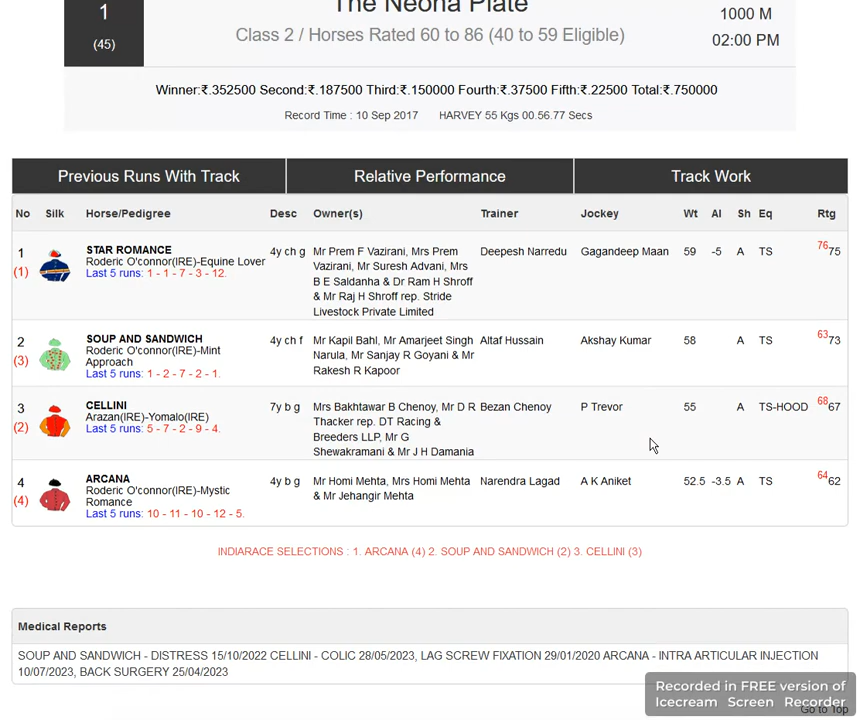 1
(45)
The Neona Plate
Class 2 / Horses Rated 60 to 86 (40 to 59 Eligible)
1000 M
02:00 PM
Winner:₹.352500 Second:₹.187500 Third:₹.150000 Fourth:₹.37500 Fifth:₹.22500 Total:₹.750000
Record Time : 10 Sep 2017 HARVEY 55 Kgs 00.56.77 Secs
Previous Runs With Track Relative Performance Track Work
No Silk Horse/Pedigree Desc Owner(s) Trainer Jockey Wt Al Sh Eq Rtg
1
(1)
STAR ROMANCE
Roderic O'connor(IRE)-Equine Lover
Last 5 runs: 1 - 1 - 7 - 3 - 12.
4y ch g
Mr Prem F Vazirani, Mrs Prem
Vazirani, Mr Suresh Advani, Mrs
B E Saldanha & Dr Ram H Shroff
& Mr Raj H Shroff rep. Stride
Livestock Private Limited
Deepesh Narredu
Gagandeep Maan
59 -5 A TS 76 75
2
(3)
SOUP AND SANDWICH
Roderic O'connor(IRE)-Mint
Approach
Last 5 runs: 1 - 2 - 7 - 2 - 1.
4y ch f
Mr Kapil Bahl, Mr Amarjeet Singh
Narula, Mr Sanjay R Goyani & Mr
Rakesh R Kapoor
Altaf Hussain
Akshay Kumar
58 A TS 63 73
3
(2)
CELLINI
Arazan(IRE)-Yomalo(IRE)
Last 5 runs: 5 - 7 - 2 - 9 - 4.
7y b g
Mrs Bakhtawar B Chenoy, Mr D R
Thacker rep. DT Racing &
Breeders LLP, Mr G
Shewakramani & Mr J H Damania
Bezan Chenoy
P Trevor
55 A TS-HOOD 68 67
4
(4)
ARCANA
Roderic O'connor(IRE)-Mystic
Romance
Last 5 runs: 10 - 11 - 10 - 12 - 5.
4y b g
Mr Homi Mehta, Mrs Homi Mehta
& Mr Jehangir Mehta
Narendra Lagad
A K Aniket
52.5 -3.5 A TS 64 62
INDIARACE SELECTIONS : 1. ARCANA (4) 2. SOUP AND SANDWICH (2) 3. CELLINI (3)
Medical Reports
SOUP AND SANDWICH - DISTRESS 15/10/2022 CELLINI - COLIC 28/05/2023, LAG SCREW FIXATION 29/01/2020 ARCANA - INTRA ARTICULAR INJECTION
10/07/2023, BACK SURGERY 25/04/2023
Recorded in FREE version of
Icecream Screen Recorder
Go to Top